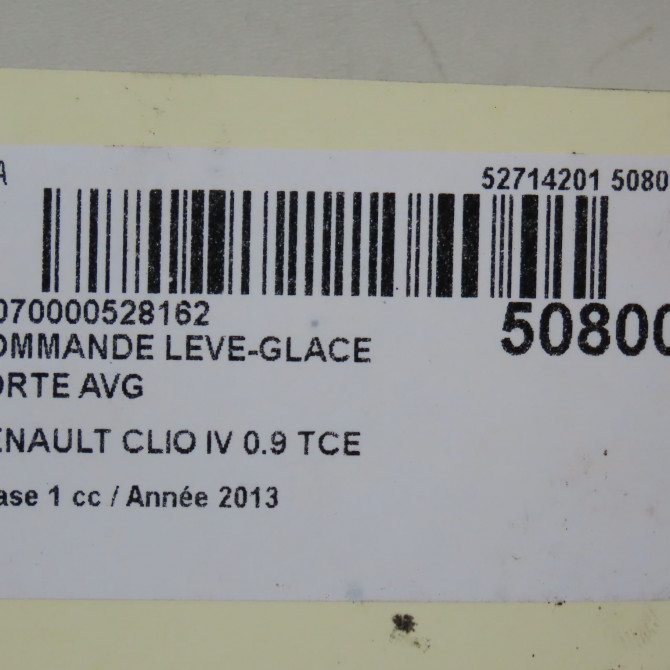 A
52714201 5080
070000528162
50800
OMMANDE LEVE-GLACE
ORTE AVG
ENAULT CLIO IV 0.9 TCE
ase 1 cc / Année 2013